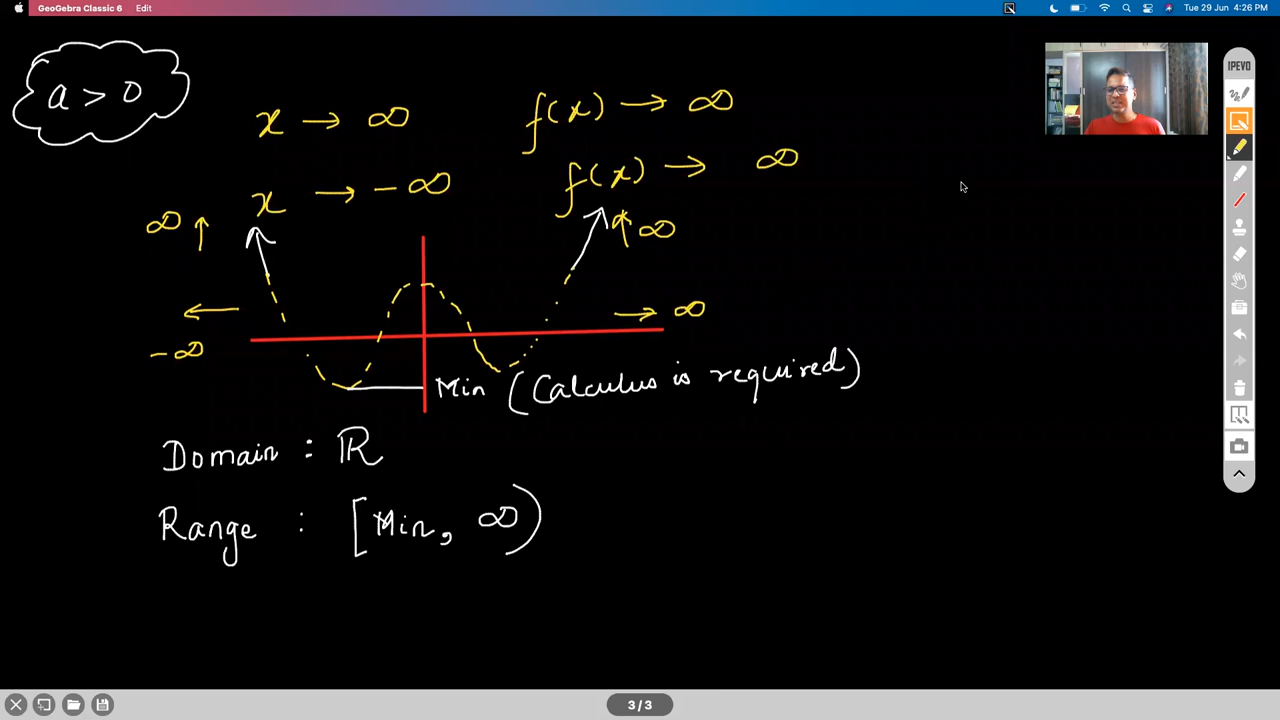 GeoGebra Classic 6 Edit Tue 29 Jun 4:26 PM
IPEVO
a > 0
x → ∞ f(x) → ∞
x → - ∞ f(x) → ∞
∞ ↑ ↑ ∞
← → ∞
- ∞
Min (Calculus is required)
Domain : ℝ
Range : [Min, ∞)
3 / 3